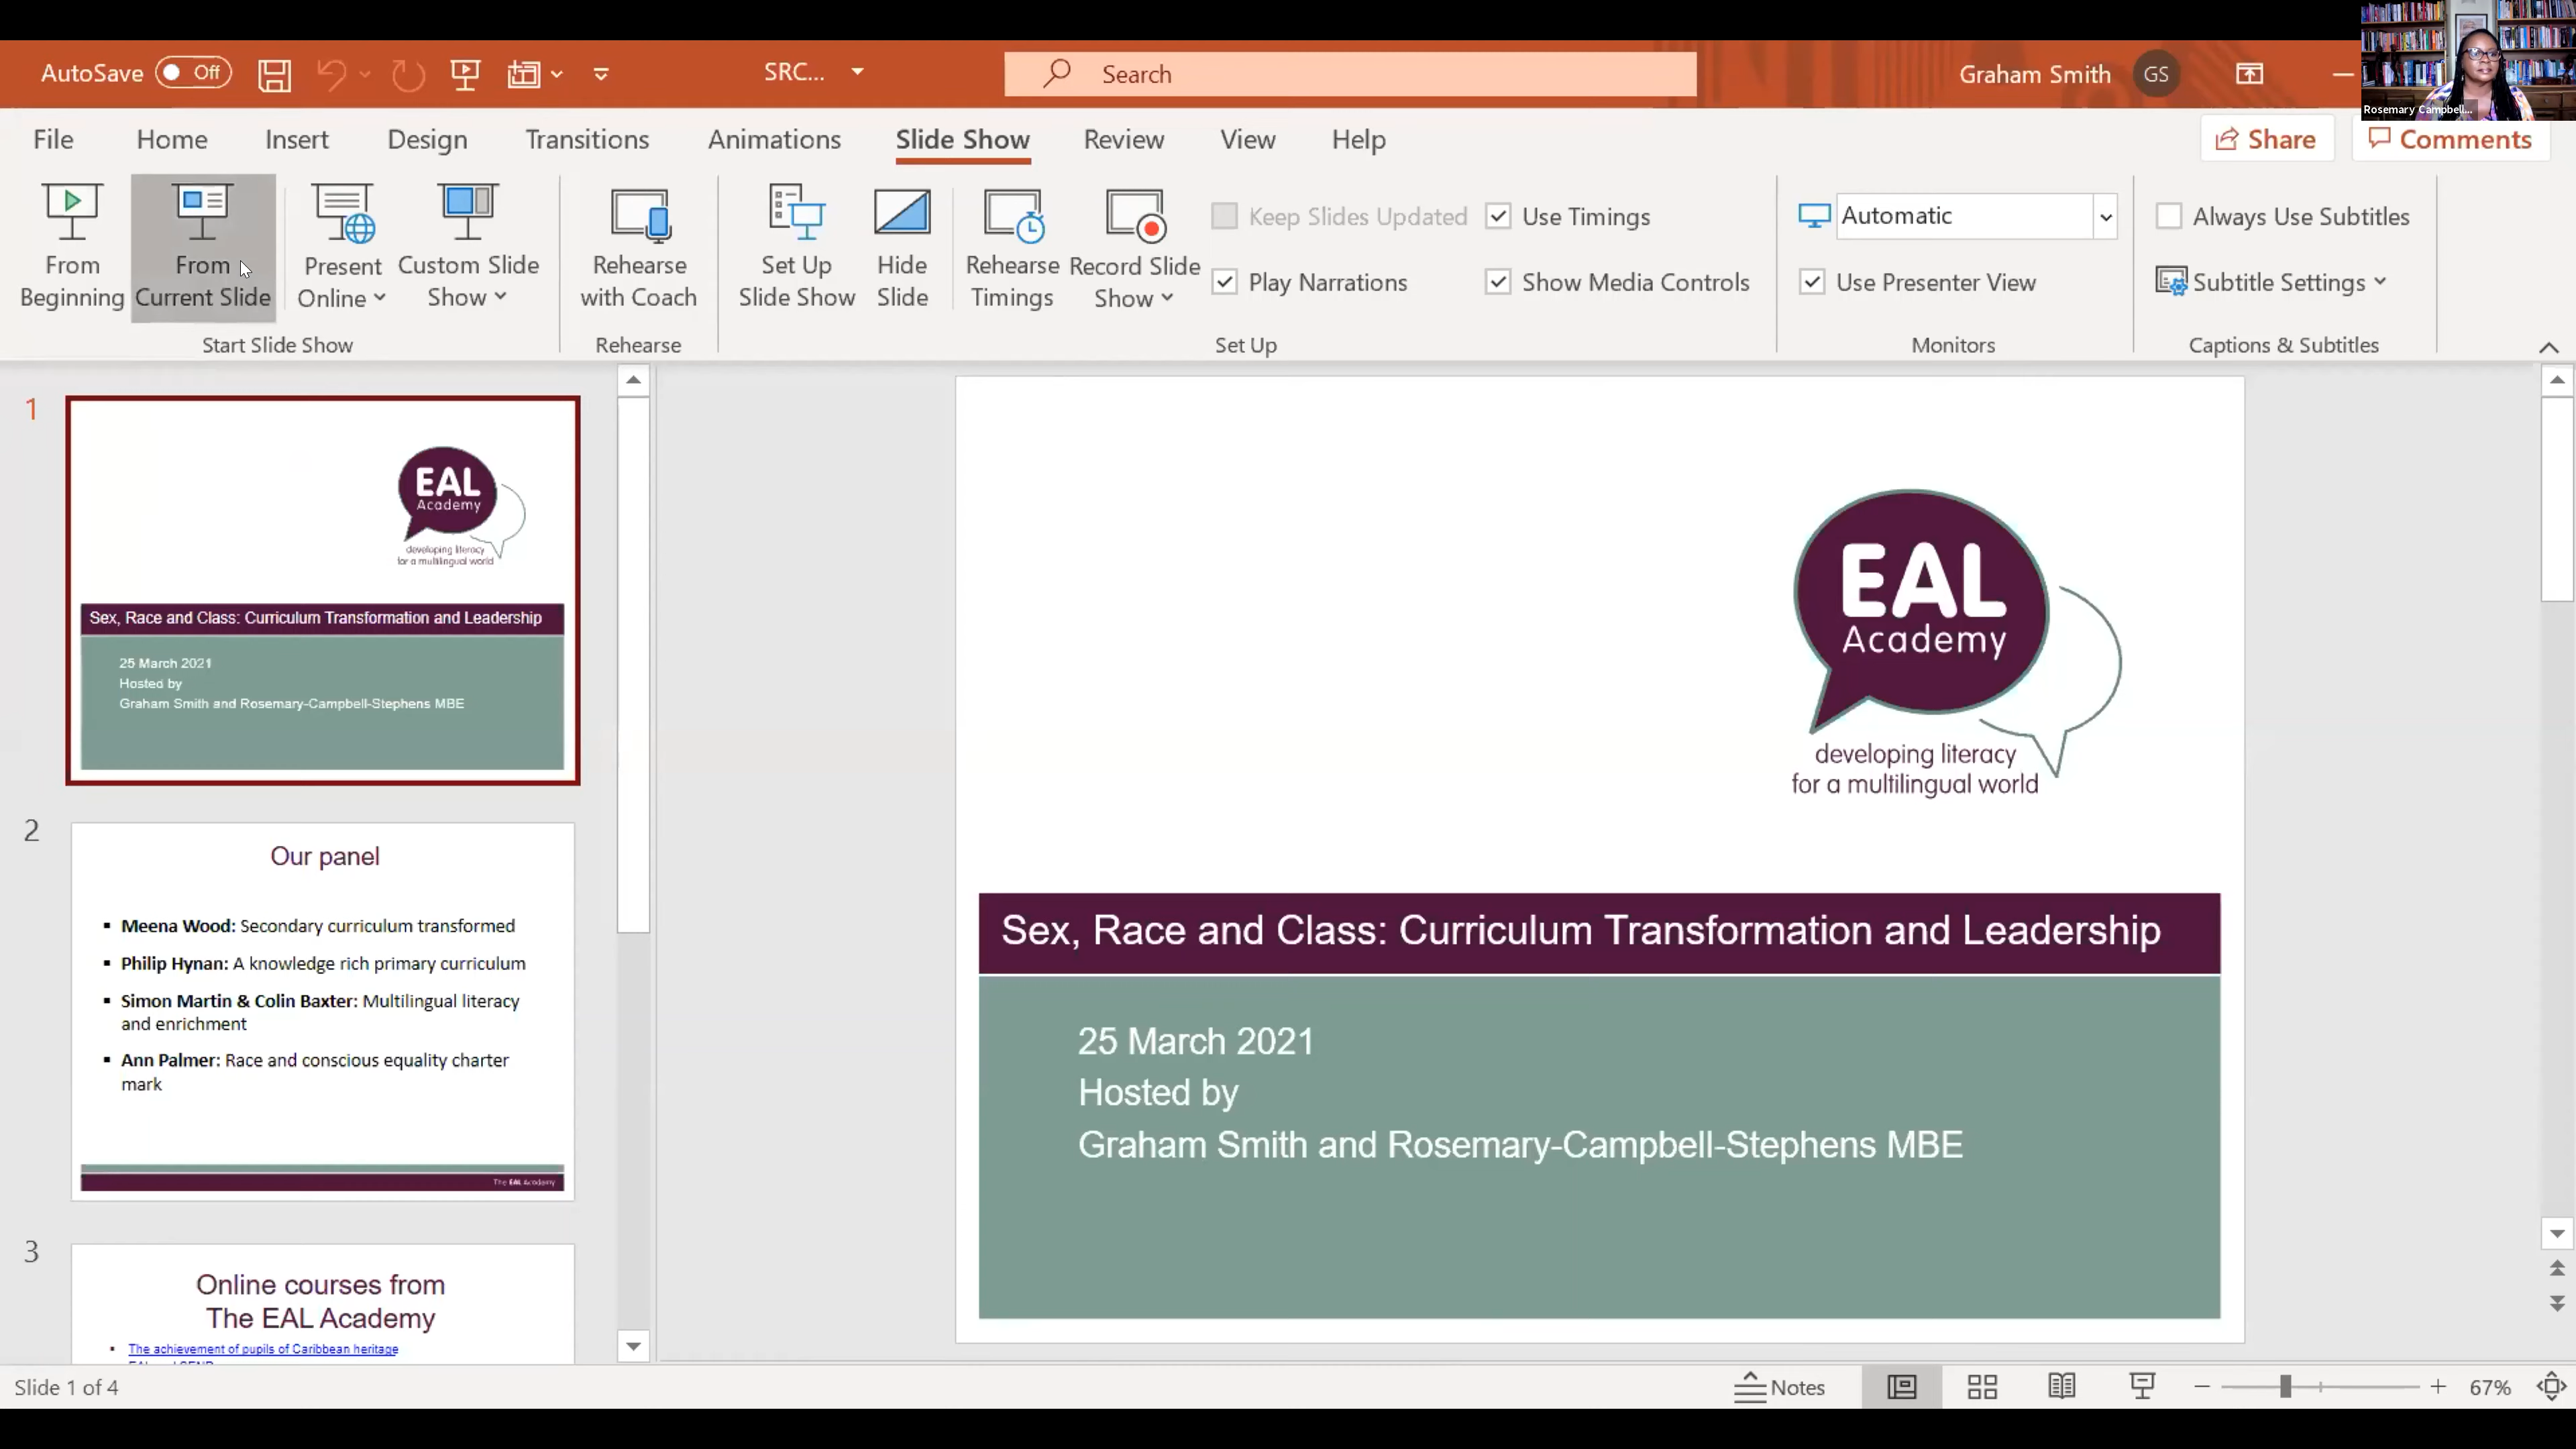 AutoSave Off SRC... Search Graham Smith GS
Rosemary Campbell...
File Home Insert Design Transitions Animations Slide Show Review View Help Share Comments
From Beginning
From Current Slide
Present Online
Custom Slide Show
Rehearse with Coach
Set Up Slide Show
Hide Slide
Rehearse Timings
Record Slide Show
Keep Slides Updated
Use Timings
Play Narrations
Show Media Controls
Automatic
Use Presenter View
Always Use Subtitles
Subtitle Settings
Start Slide Show Rehearse Set Up Monitors Captions & Subtitles
1
EAL
Academy
developing literacy
for a multilingual world
Sex, Race and Class: Curriculum Transformation and Leadership
25 March 2021
Hosted by
Graham Smith and Rosemary-Campbell-Stephens MBE
2
Our panel
Meena Wood: Secondary curriculum transformed
Philip Hynan: A knowledge rich primary curriculum
Simon Martin & Colin Baxter: Multilingual literacy
and enrichment
Ann Palmer: Race and conscious equality charter
mark
The EAL Academy
3
Online courses from
The EAL Academy
The achievement of pupils of Caribbean heritage
EAL
Academy
developing literacy
for a multilingual world
Sex, Race and Class: Curriculum Transformation and Leadership
25 March 2021
Hosted by
Graham Smith and Rosemary-Campbell-Stephens MBE
Slide 1 of 4 Notes 67%